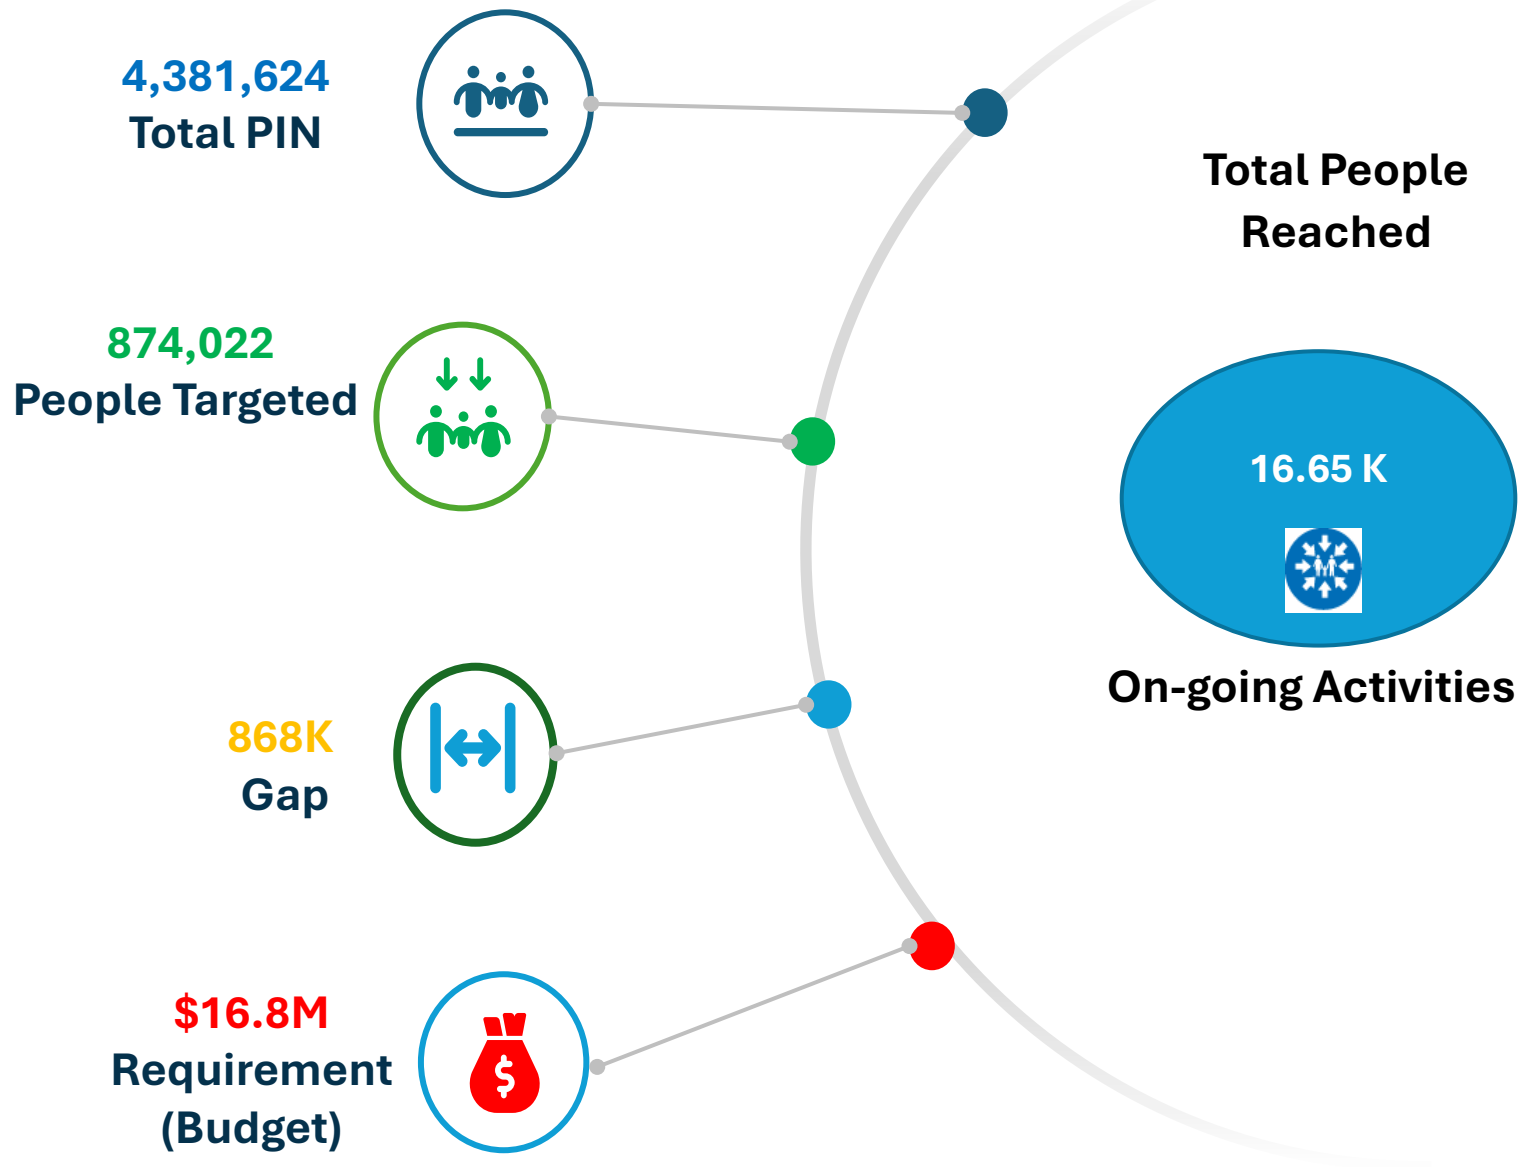 4,381,624
Total PIN
874,022
People Targeted
868K
Gap
$16.8M
Requirement
(Budget)
$
Total People
Reached
16.65 K
On-going Activities